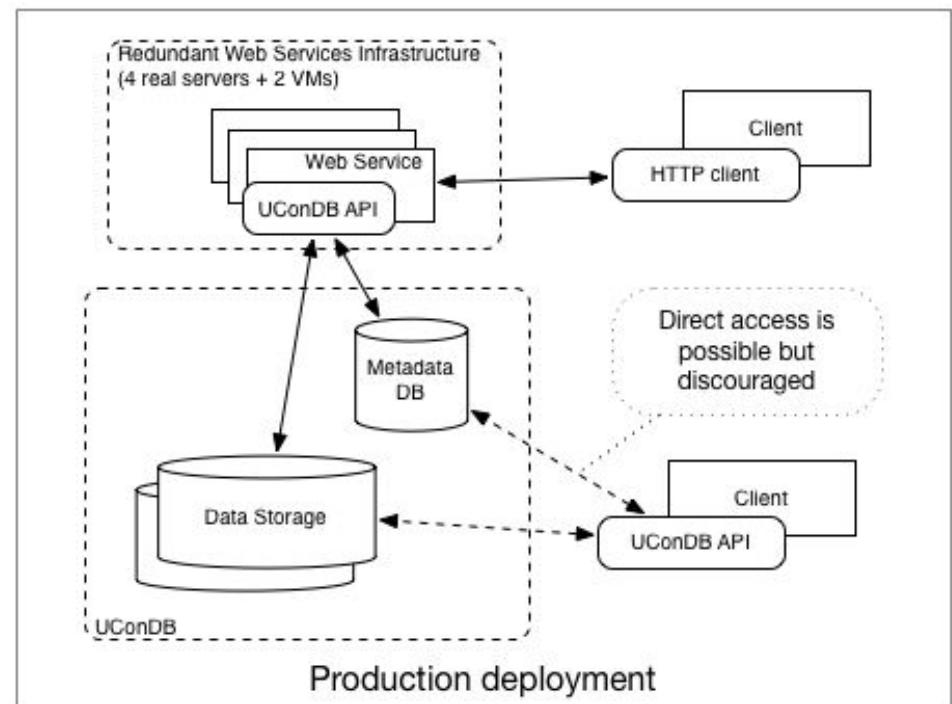 Redundant Web Services Infrastructure
(4 real servers + 2 VMs)
Web Service
UConDB API
Client
HTTP client
Direct access is
possible but
discouraged
Metadata
DB
Data Storage
Client
UConDB API
UConDB
Production deployment